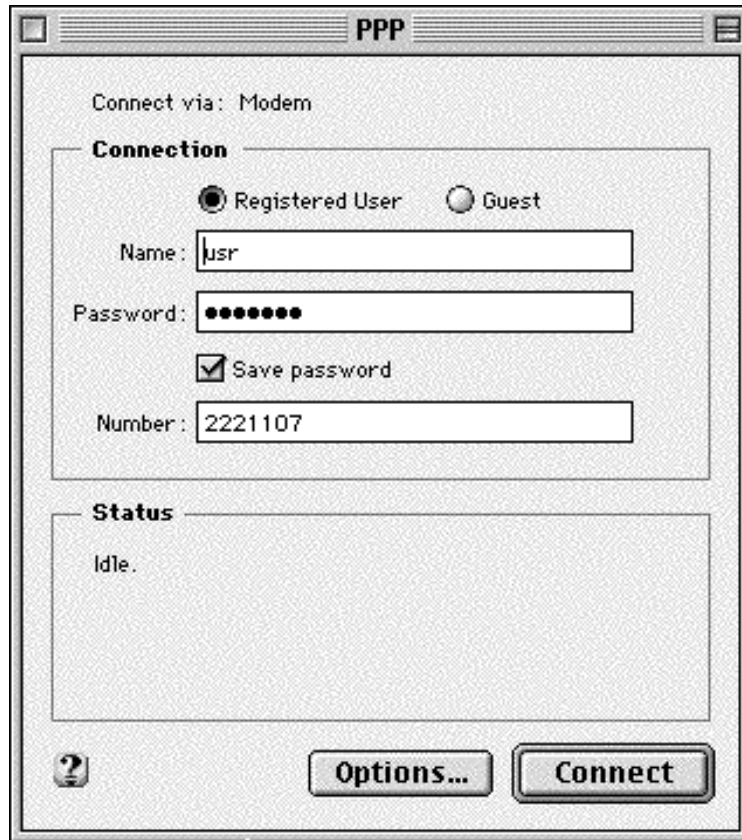 PPP
Connect via: Modem
Connection
Registered User Guest
Name: usr
Password: •••••••
Save password
Number: 2221107
Status
Idle.
? Options... Connect